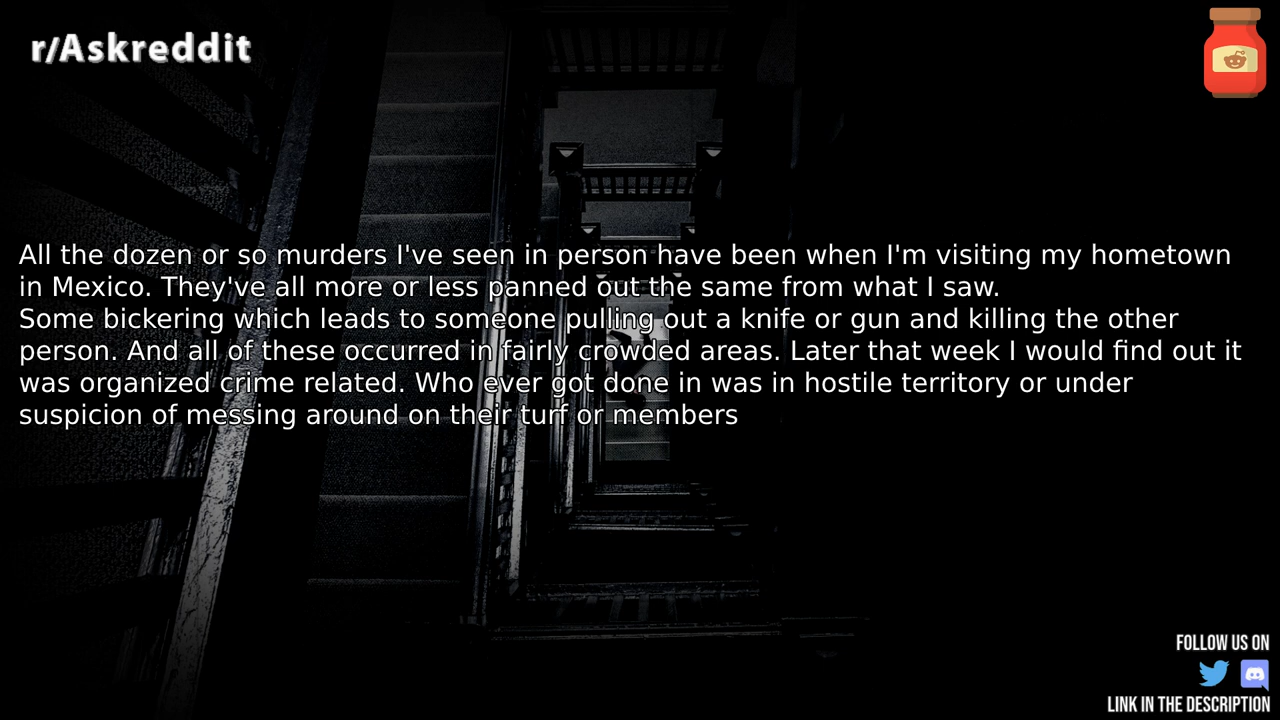 r/Askreddit
All the dozen or so murders I've seen in person have been when I'm visiting my hometown
in Mexico. They've all more or less panned out the same from what I saw.
Some bickering which leads to someone pulling out a knife or gun and killing the other
person. And all of these occurred in fairly crowded areas. Later that week I would find out it
was organized crime related. Who ever got done in was in hostile territory or under
suspicion of messing around on their turf or members
FOLLOW US ON
LINK IN THE DESCRIPTION